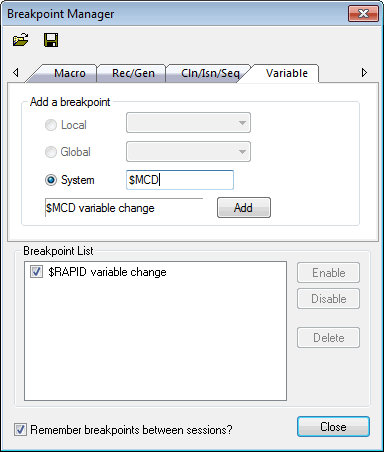 Breakpoint Manager
Macro Rec/Gen Cln/Isn/Seq Variable
Add a breakpoint
Local
Global
System $MCD
$MCD variable change Add
Breakpoint List
$RAPID variable change
Enable
Disable
Delete
Remember breakpoints between sessions? Close